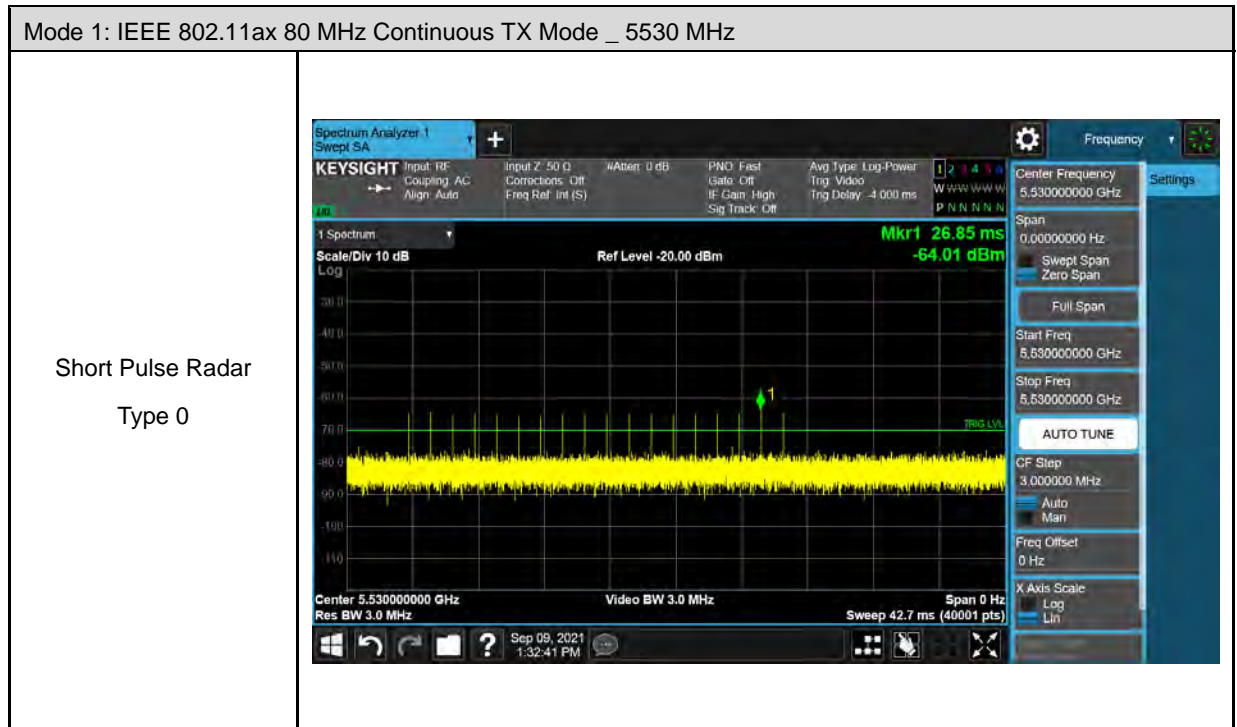 Mode 1: IEEE 802.11ax 80 MHz Continuous TX Mode _ 5530 MHz
Short Pulse Radar
Type 0
Spectrum Analyzer 1
Swept SA
+
Frequency
Settings
KEYSIGHT
Input: RF
Coupling: AC
Align: Auto
Input Z: 50 Ω
Corrections: Off
Freq Ref: Int (S)
#Atten: 0 dB
PNO: Fast
Gate: Off
IF Gain: High
Sig Track: Off
Avg Type: Log-Power
Trig: Video
Trig Delay: -4.000 ms
1 2 3 4 5 6
W W W W W W
P N N N N N
1 Spectrum
Scale/Div 10 dB
Log
Ref Level -20.00 dBm
Mkr1 26.85 ms
-64.01 dBm
1
TRIG LVL
-80.0
-90.0
-100
-110
Center 5.530000000 GHz
Res BW 3.0 MHz
Video BW 3.0 MHz
Span 0 Hz
Sweep 42.7 ms (40001 pts)
?
Sep 09, 2021
1:32:41 PM
Center Frequency
5.530000000 GHz
Span
0.00000000 Hz
Swept Span
Zero Span
Full Span
Start Freq
5.530000000 GHz
Stop Freq
5.530000000 GHz
AUTO TUNE
CF Step
3.000000 MHz
Auto
Man
Freq Offset
0 Hz
X Axis Scale
Log
Lin